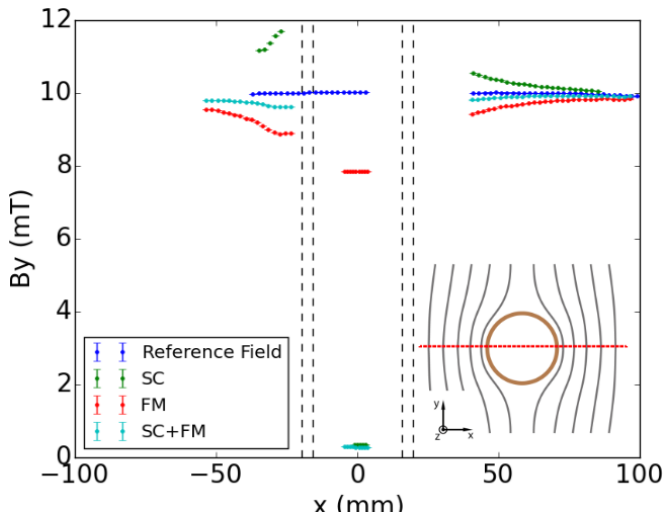 12
10
8
6
4
2
0
By (mT)
Reference Field
SC
FM
SC+FM
y
z
x
−100
−50
0
50
100
x (mm)